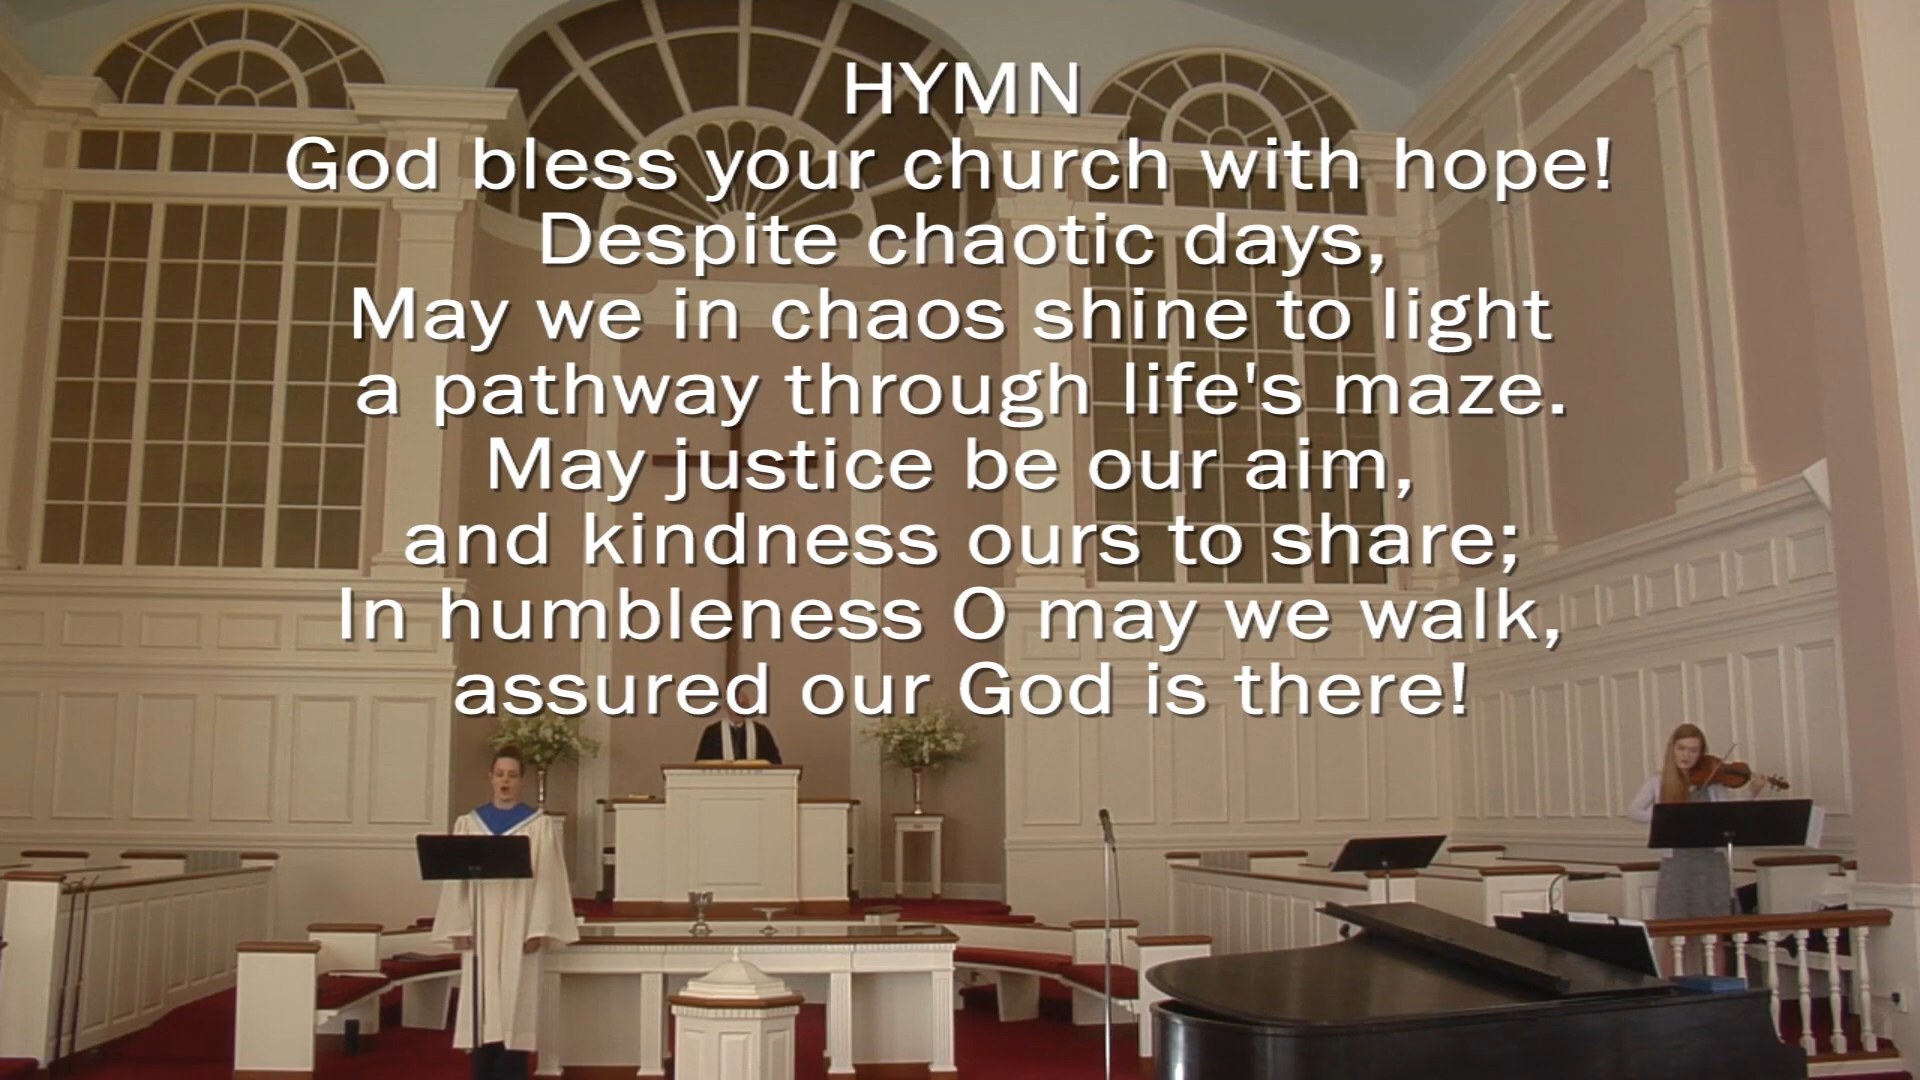 HYMN
God bless your church with hope!
Despite chaotic days,
May we in chaos shine to light
a pathway through life's maze.
May justice be our aim,
and kindness ours to share;
In humbleness O may we walk,
assured our God is there!